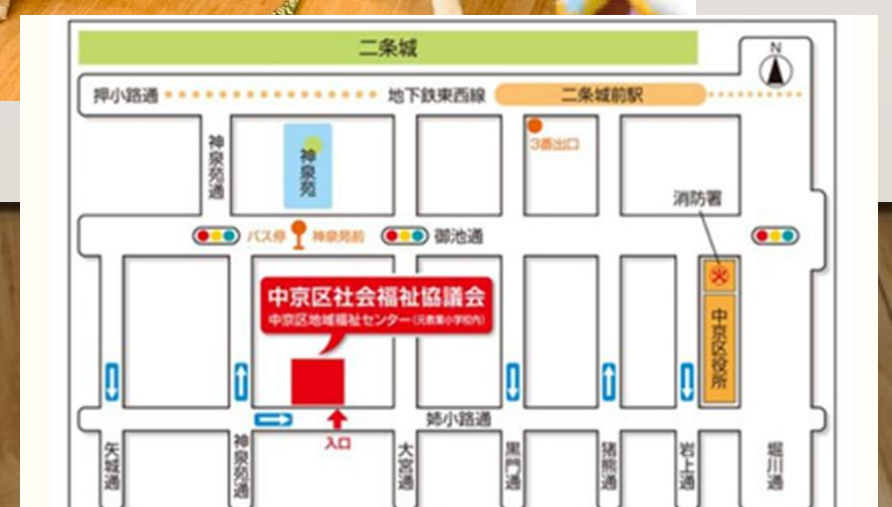 二条城
N
押小路通
地下鉄東西線
二条城前駅
神泉苑通
神泉苑
3番出口
消防署
バス停
神泉苑前
御池通
火
中京区社会福祉協議会
中京区地域福祉センター(元教業小学校内)
中京区役所
姉小路通
入口
矢城通
神泉苑通
大宮通
黒門通
猪熊通
岩上通
堀川通